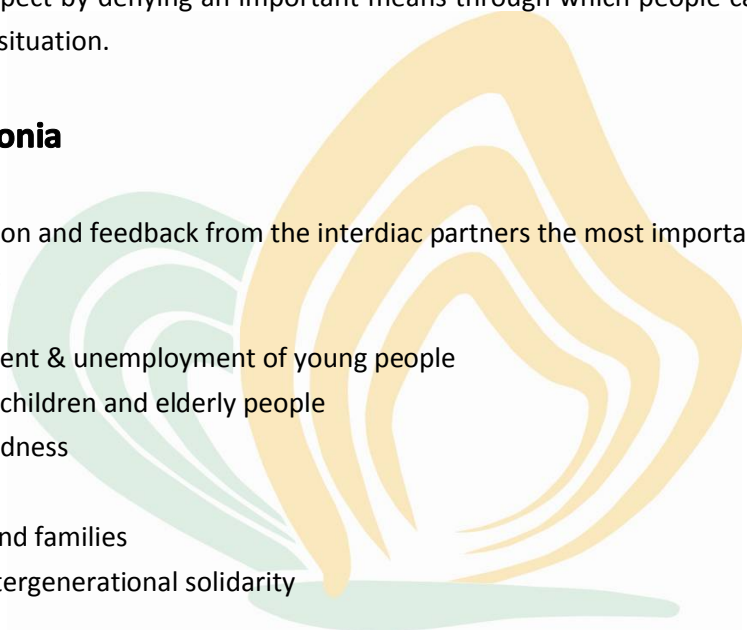 pect by denying an important means through which people ca
situation.
onia
on and feedback from the interdiac partners the most importa
ent & unemployment of young people
children and elderly people
dness
nd families
tergenerational solidarity